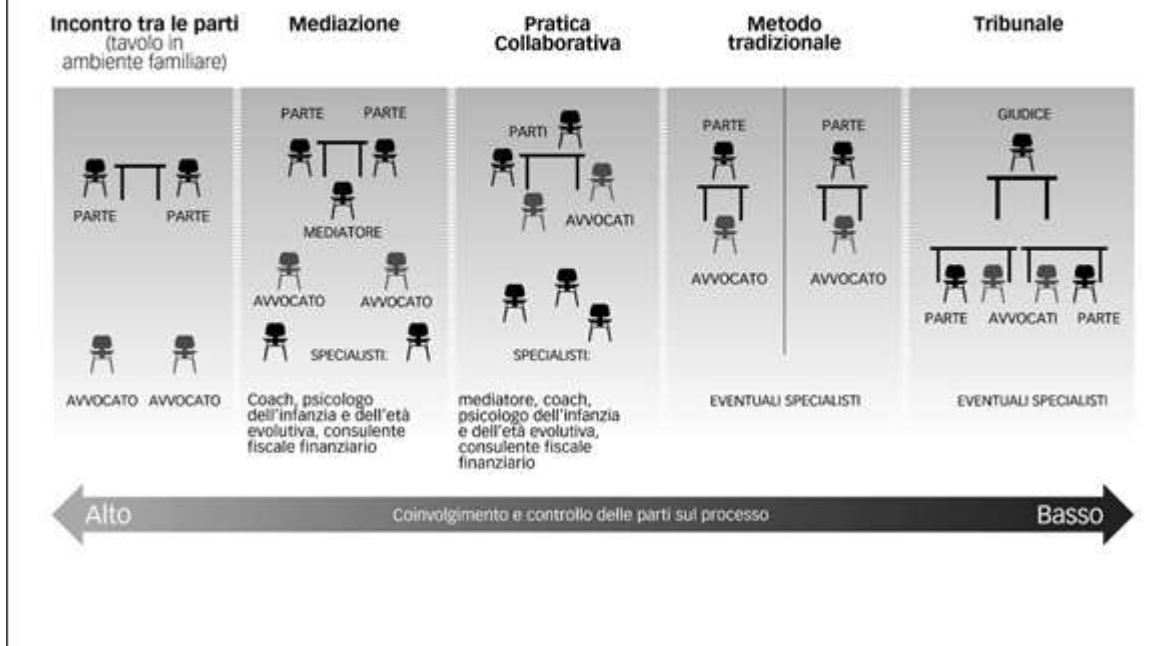 Incontro tra le parti
(tavolo in
ambiente familiare)
PARTE PARTE
AVVOCATO AVVOCATO
Mediazione
PARTE PARTE
MEDIATORE
AVVOCATO AVVOCATO
SPECIALISTI:
Coach, psicologo
dell'infanzia e dell'età
evolutiva, consulente
fiscale finanziario
Pratica
Collaborativa
PARTI
AVVOCATI
SPECIALISTI:
mediatore, coach,
psicologo dell'infanzia
e dell'età evolutiva,
consulente fiscale
finanziario
Metodo
tradizionale
PARTE PARTE
AVVOCATO AVVOCATO
EVENTUALI SPECIALISTI
Tribunale
GIUDICE
PARTE AVVOCATI PARTE
EVENTUALI SPECIALISTI
Alto Coinvolgimento e controllo delle parti sul processo Basso